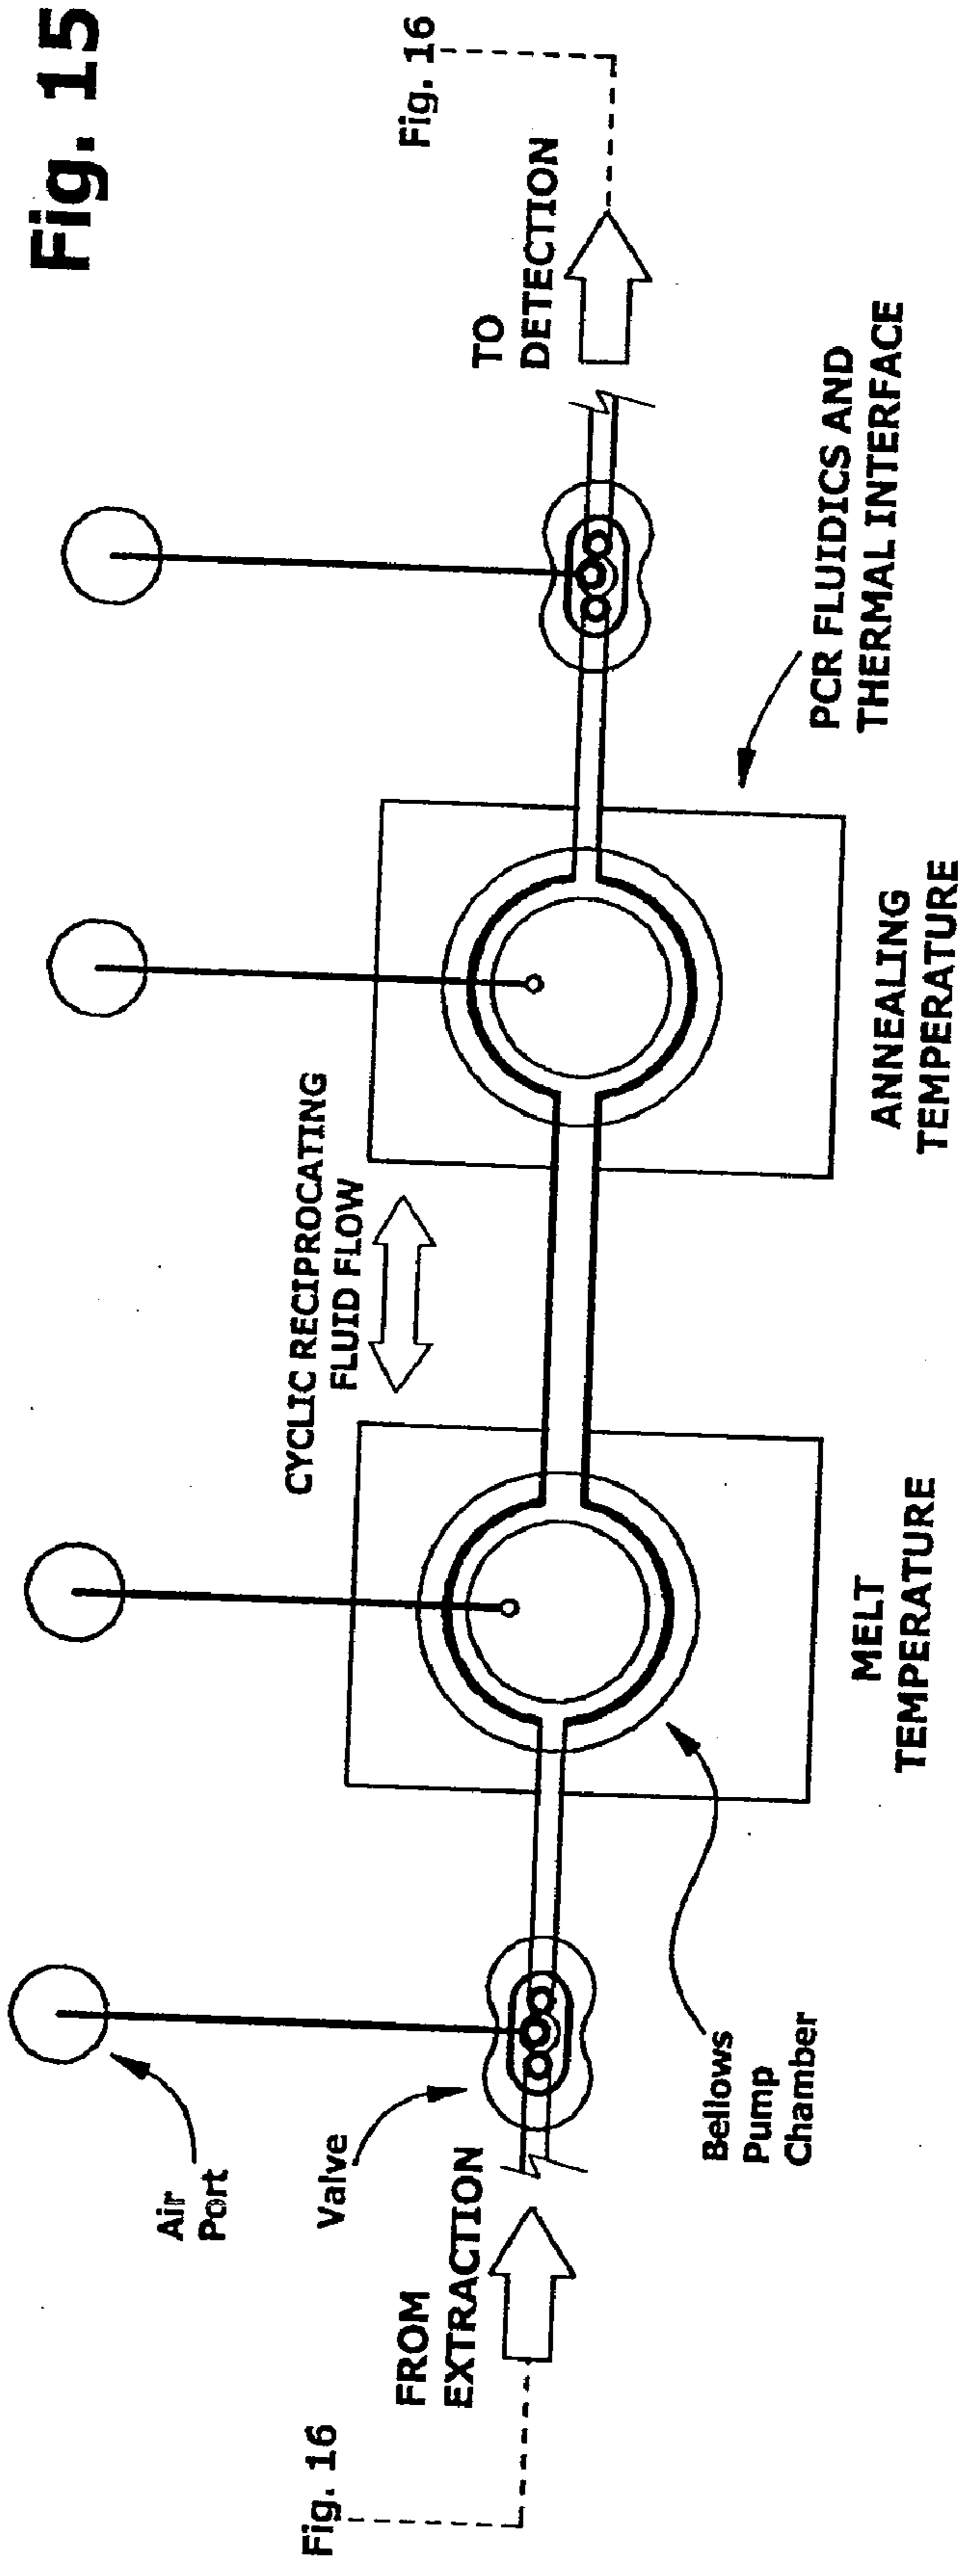 Fig. 15
Fig. 16
TO
DETECTION
PCR FLUIDICS AND
THERMAL INTERFACE
CYCLIC RECIPROCATING
FLUID FLOW
ANNEALING
TEMPERATURE
MELT
TEMPERATURE
Air
Port
Valve
Bellows
Pump
Chamber
FROM
EXTRACTION
Fig. 16